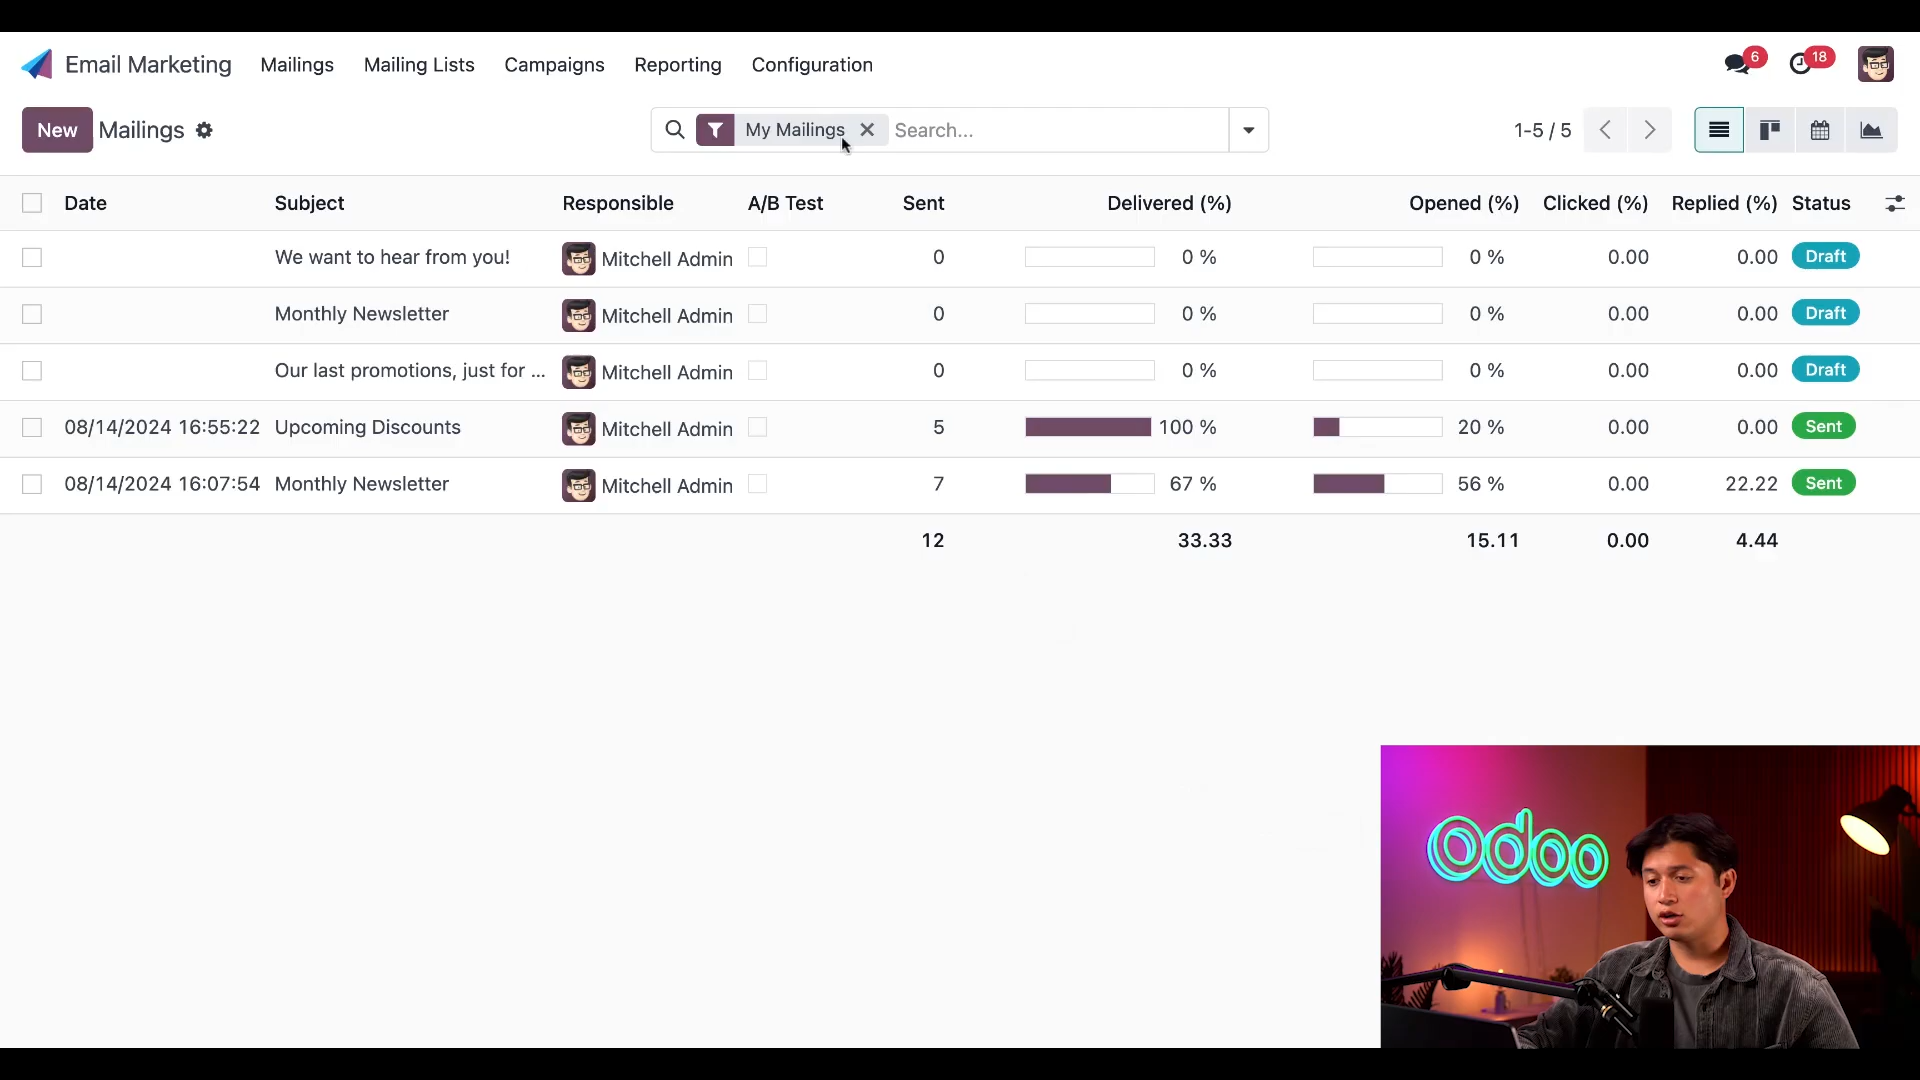 Email Marketing Mailings Mailing Lists Campaigns Reporting Configuration 6 18
New Mailings My Mailings Search... 1-5 / 5
Date Subject Responsible A/B Test Sent Delivered (%) Opened (%) Clicked (%) Replied (%) Status
We want to hear from you! Mitchell Admin 0 0 % 0 % 0.00 0.00 Draft
Monthly Newsletter Mitchell Admin 0 0 % 0 % 0.00 0.00 Draft
Our last promotions, just for ... Mitchell Admin 0 0 % 0 % 0.00 0.00 Draft
08/14/2024 16:55:22 Upcoming Discounts Mitchell Admin 5 100 % 20 % 0.00 0.00 Sent
08/14/2024 16:07:54 Monthly Newsletter Mitchell Admin 7 67 % 56 % 0.00 22.22 Sent
12 33.33 15.11 0.00 4.44
odoo